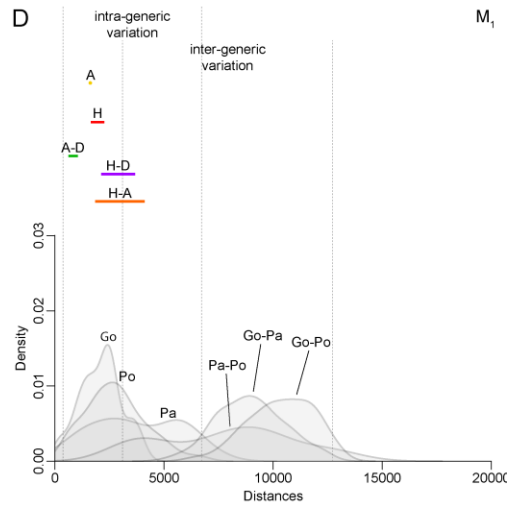 D
M1
intra-generic
variation
inter-generic
variation
A
H
A-D
H-D
H-A
0.03
0.02
0.01
0.00
Density
Go
Po
Pa
Pa-Po
Go-Pa
Go-Po
0
5000
10000
15000
20000
Distances